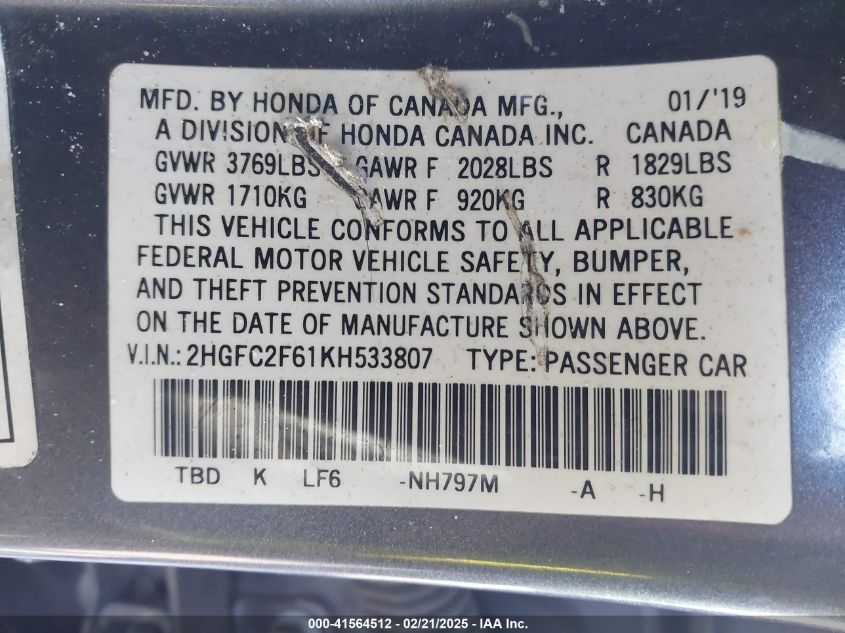 MFD. BY HONDA OF CANADA MFG., 01/'19
A DIVISION OF HONDA CANADA INC. CANADA
GVWR 3769LBS GAWR F 2028LBS R 1829LBS
GVWR 1710KG GAWR F 920KG R 830KG
THIS VEHICLE CONFORMS TO ALL APPLICABLE
FEDERAL MOTOR VEHICLE SAFETY, BUMPER,
AND THEFT PREVENTION STANDARDS IN EFFECT
ON THE DATE OF MANUFACTURE SHOWN ABOVE.
V.I.N.: 2HGFC2F61KH533807 TYPE: PASSENGER CAR
TBD K LF6 -NH797M -A -H
000-41564512 / 02/21/2025 - IAA Inc.